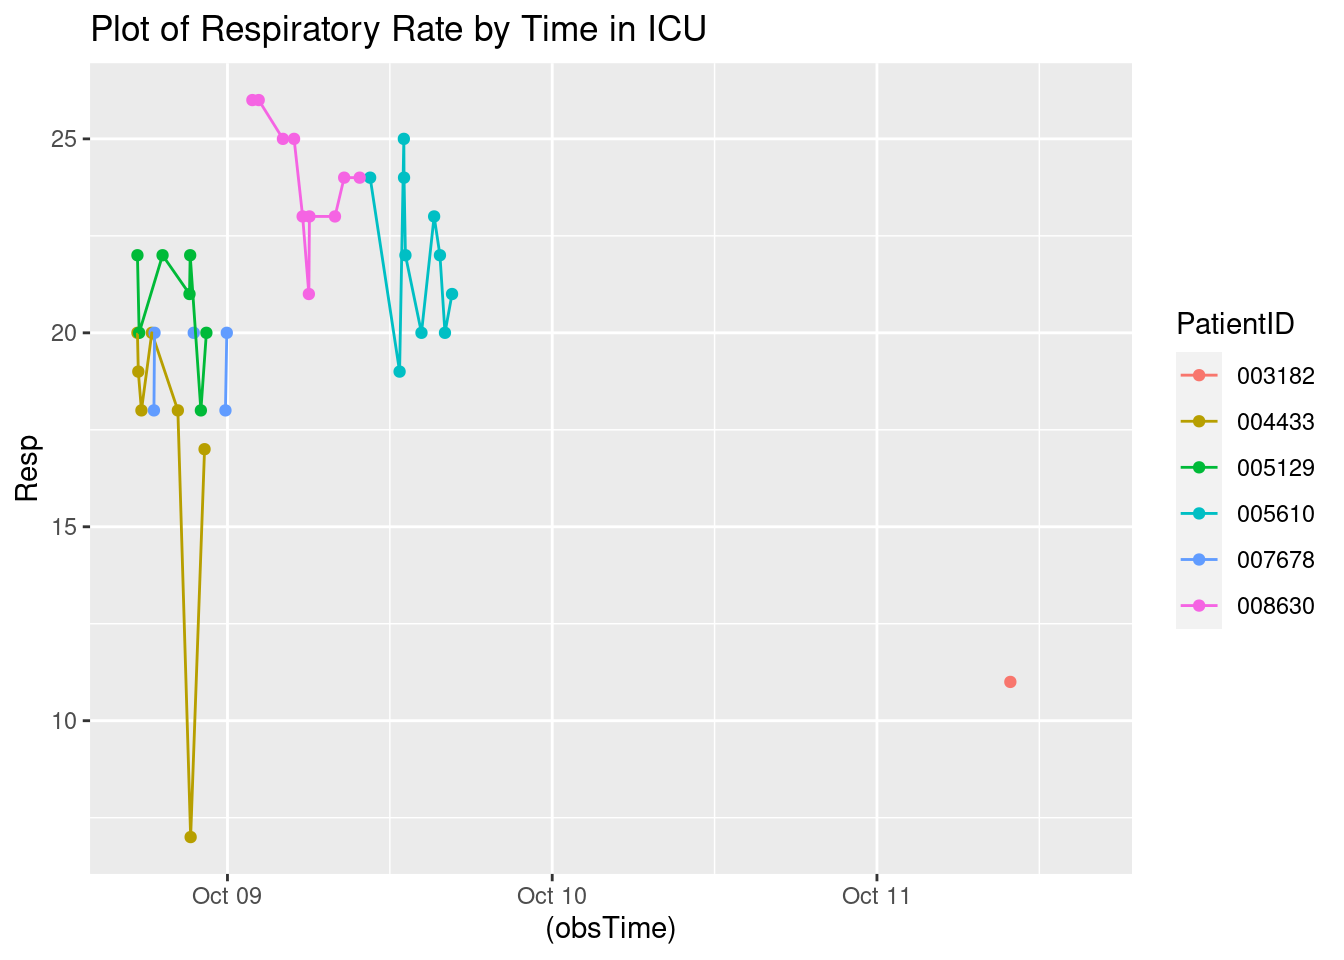 Plot of Respiratory Rate by Time in ICU
25
20
15
10
Resp
Oct 09
Oct 10
Oct 11
(obsTime)
PatientID
003182
004433
005129
005610
007678
008630